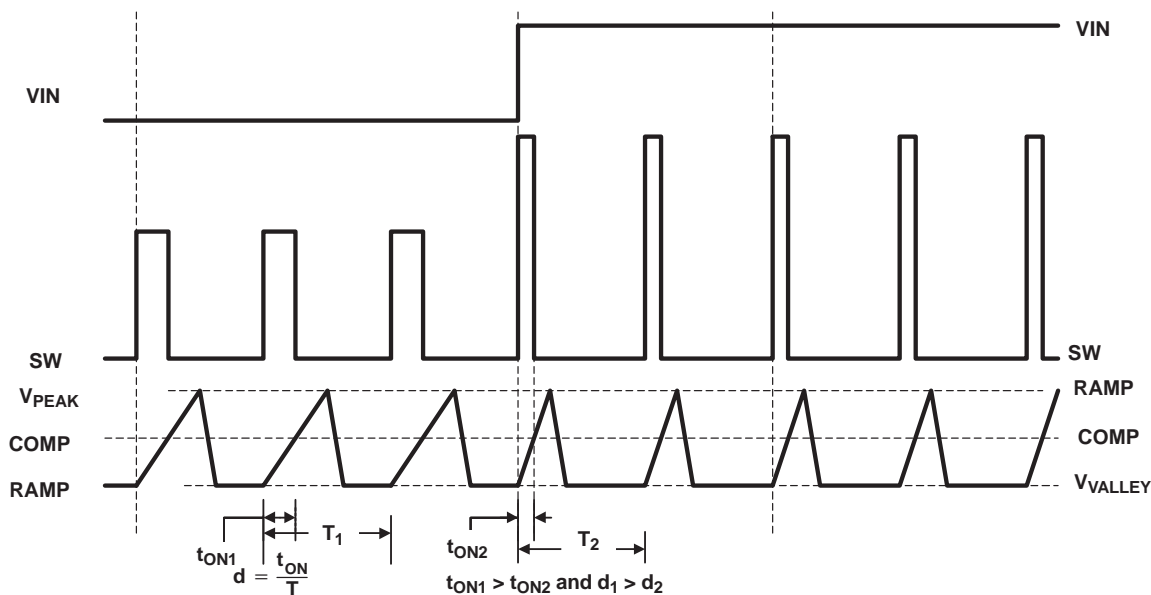 VIN
VIN
SW
SW
VPEAK
RAMP
COMP
COMP
RAMP
VVALLEY
tON1
T1
tON2
T2
d = tON / T
tON1 > tON2 and d1 > d2